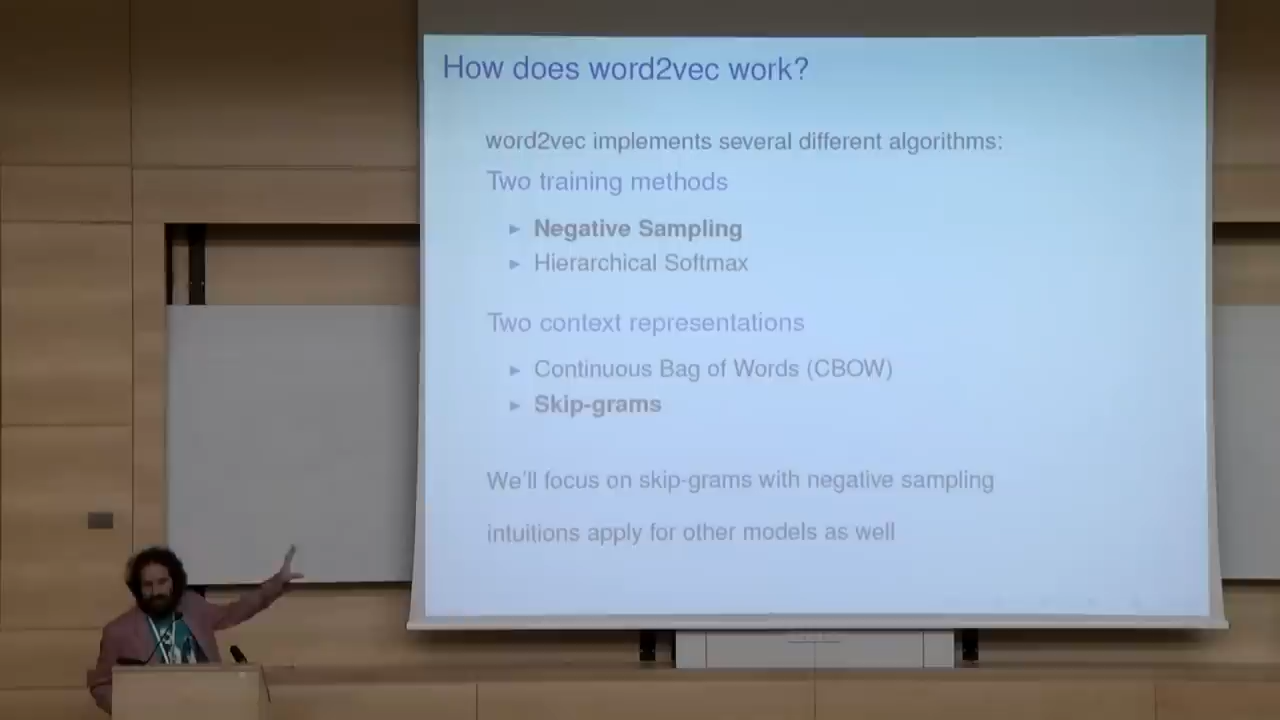 How does word2vec work?
word2vec implements several different algorithms:
Two training methods
► Negative Sampling
► Hierarchical Softmax
Two context representations
► Continuous Bag of Words (CBOW)
► Skip-grams
We'll focus on skip-grams with negative sampling
intuitions apply for other models as well